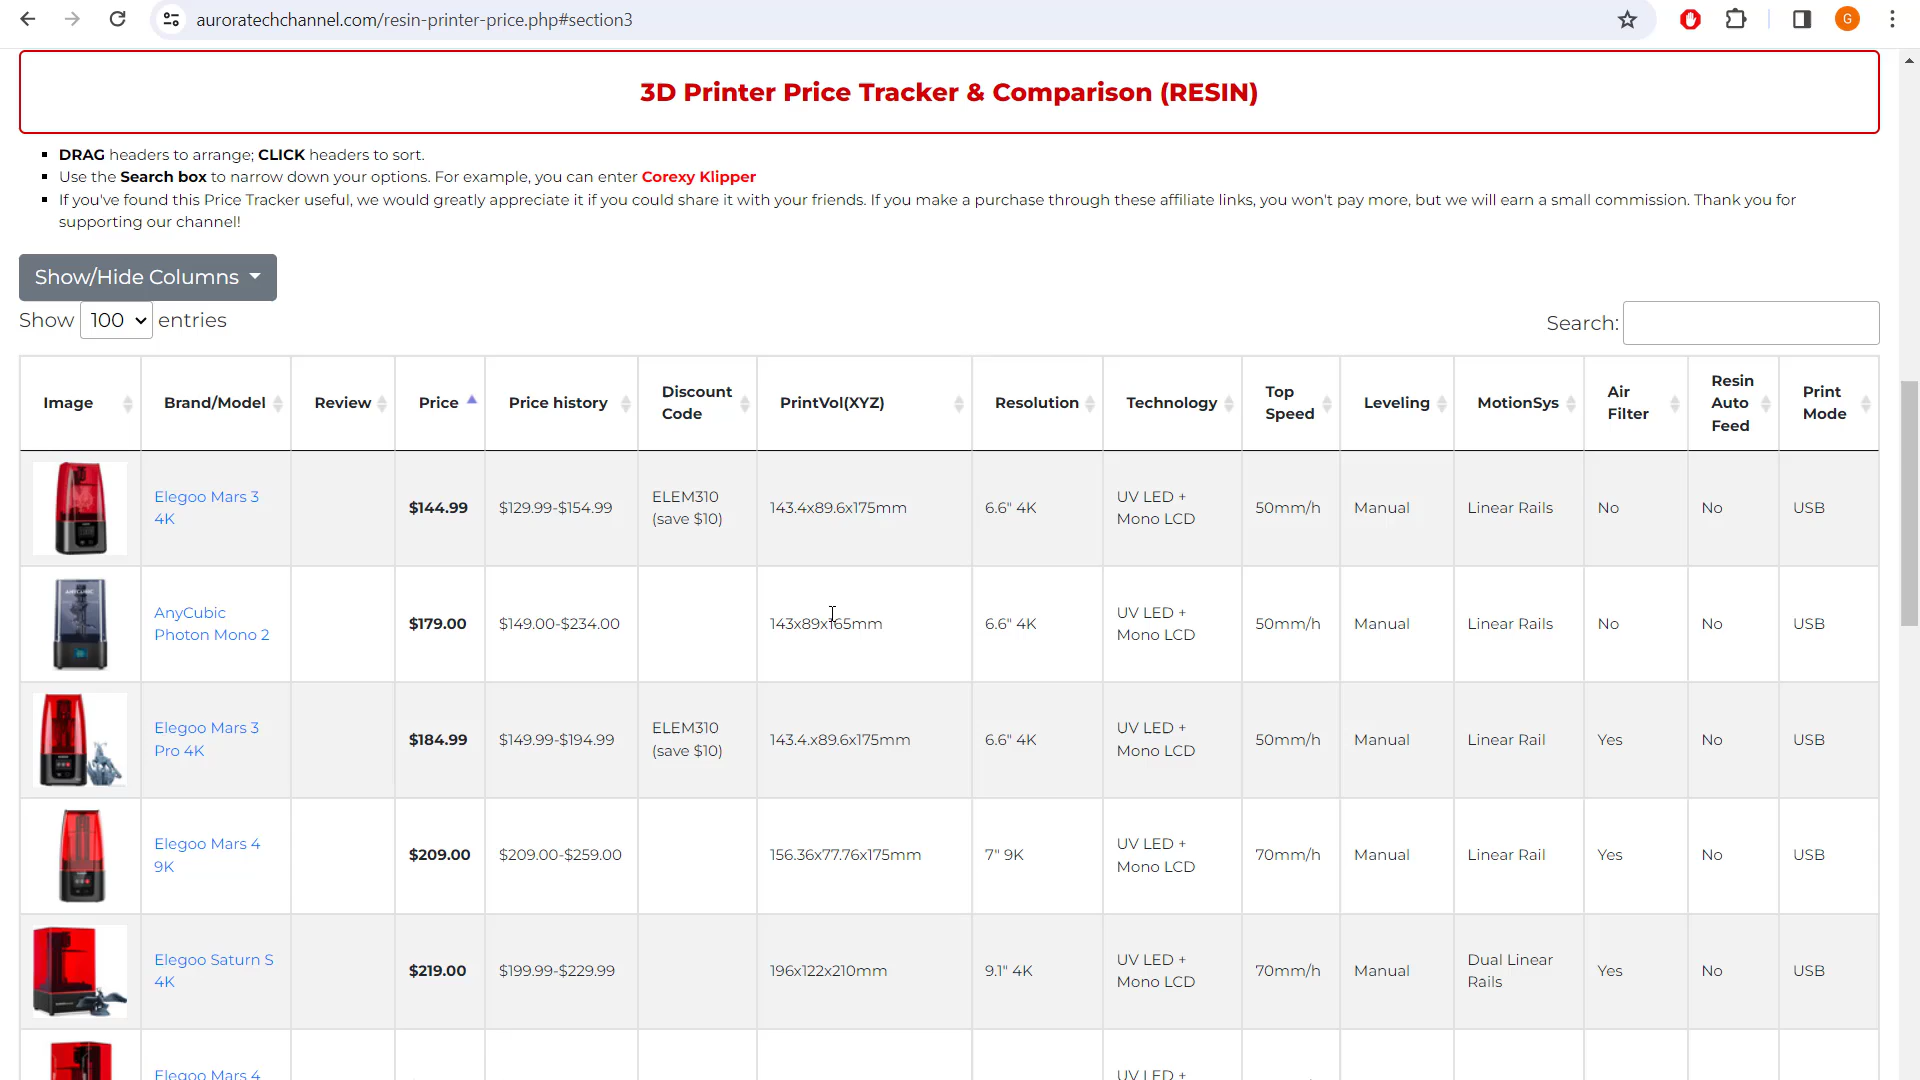 auroratechchannel.com/resin-printer-price.php#section3
G
3D Printer Price Tracker & Comparison (RESIN)
DRAG headers to arrange; CLICK headers to sort.
Use the Search box to narrow down your options. For example, you can enter Corexy Klipper
If you've found this Price Tracker useful, we would greatly appreciate it if you could share it with your friends. If you make a purchase through these affiliate links, you won't pay more, but we will earn a small commission. Thank you for
supporting our channel!
Show/Hide Columns
Show 100 entries
Search:
Image Brand/Model Review Price Price history Discount Code PrintVol(XYZ) Resolution Technology Top Speed Leveling MotionSys Air Filter Resin Auto Feed Print Mode
Elegoo Mars 3 4K $144.99 $129.99-$154.99 ELEM310 (save $10) 143.4x89.6x175mm 6.6" 4K UV LED + Mono LCD 50mm/h Manual Linear Rails No No USB
AnyCubic Photon Mono 2 $179.00 $149.00-$234.00 143x89x165mm 6.6" 4K UV LED + Mono LCD 50mm/h Manual Linear Rails No No USB
Elegoo Mars 3 Pro 4K $184.99 $149.99-$194.99 ELEM310 (save $10) 143.4.x89.6x175mm 6.6" 4K UV LED + Mono LCD 50mm/h Manual Linear Rail Yes No USB
Elegoo Mars 4 9K $209.00 $209.00-$259.00 156.36x77.76x175mm 7" 9K UV LED + Mono LCD 70mm/h Manual Linear Rail Yes No USB
Elegoo Saturn S 4K $219.00 $199.99-$229.99 196x122x210mm 9.1" 4K UV LED + Mono LCD 70mm/h Manual Dual Linear Rails Yes No USB
Elegoo Mars 4 UV LED +